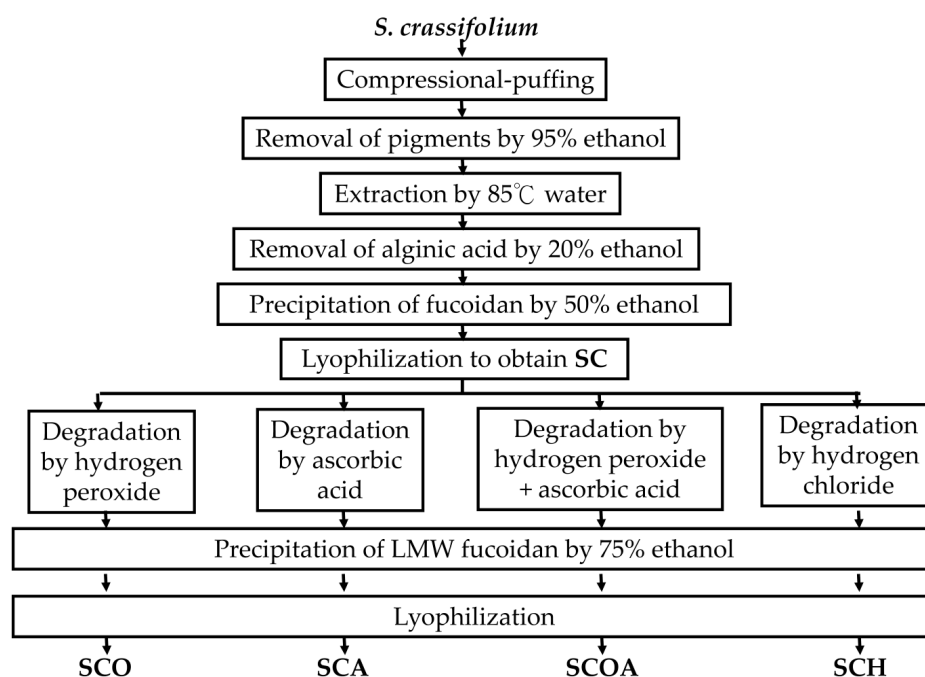 S. crassifolium
Compressional-puffing
Removal of pigments by 95% ethanol
Extraction by 85℃ water
Removal of alginic acid by 20% ethanol
Precipitation of fucoidan by 50% ethanol
Lyophilization to obtain SC
Degradation
by hydrogen
peroxide
Degradation
by ascorbic
acid
Degradation by
hydrogen peroxide
+ ascorbic acid
Degradation
by hydrogen
chloride
Precipitation of LMW fucoidan by 75% ethanol
Lyophilization
SCO SCA SCOA SCH